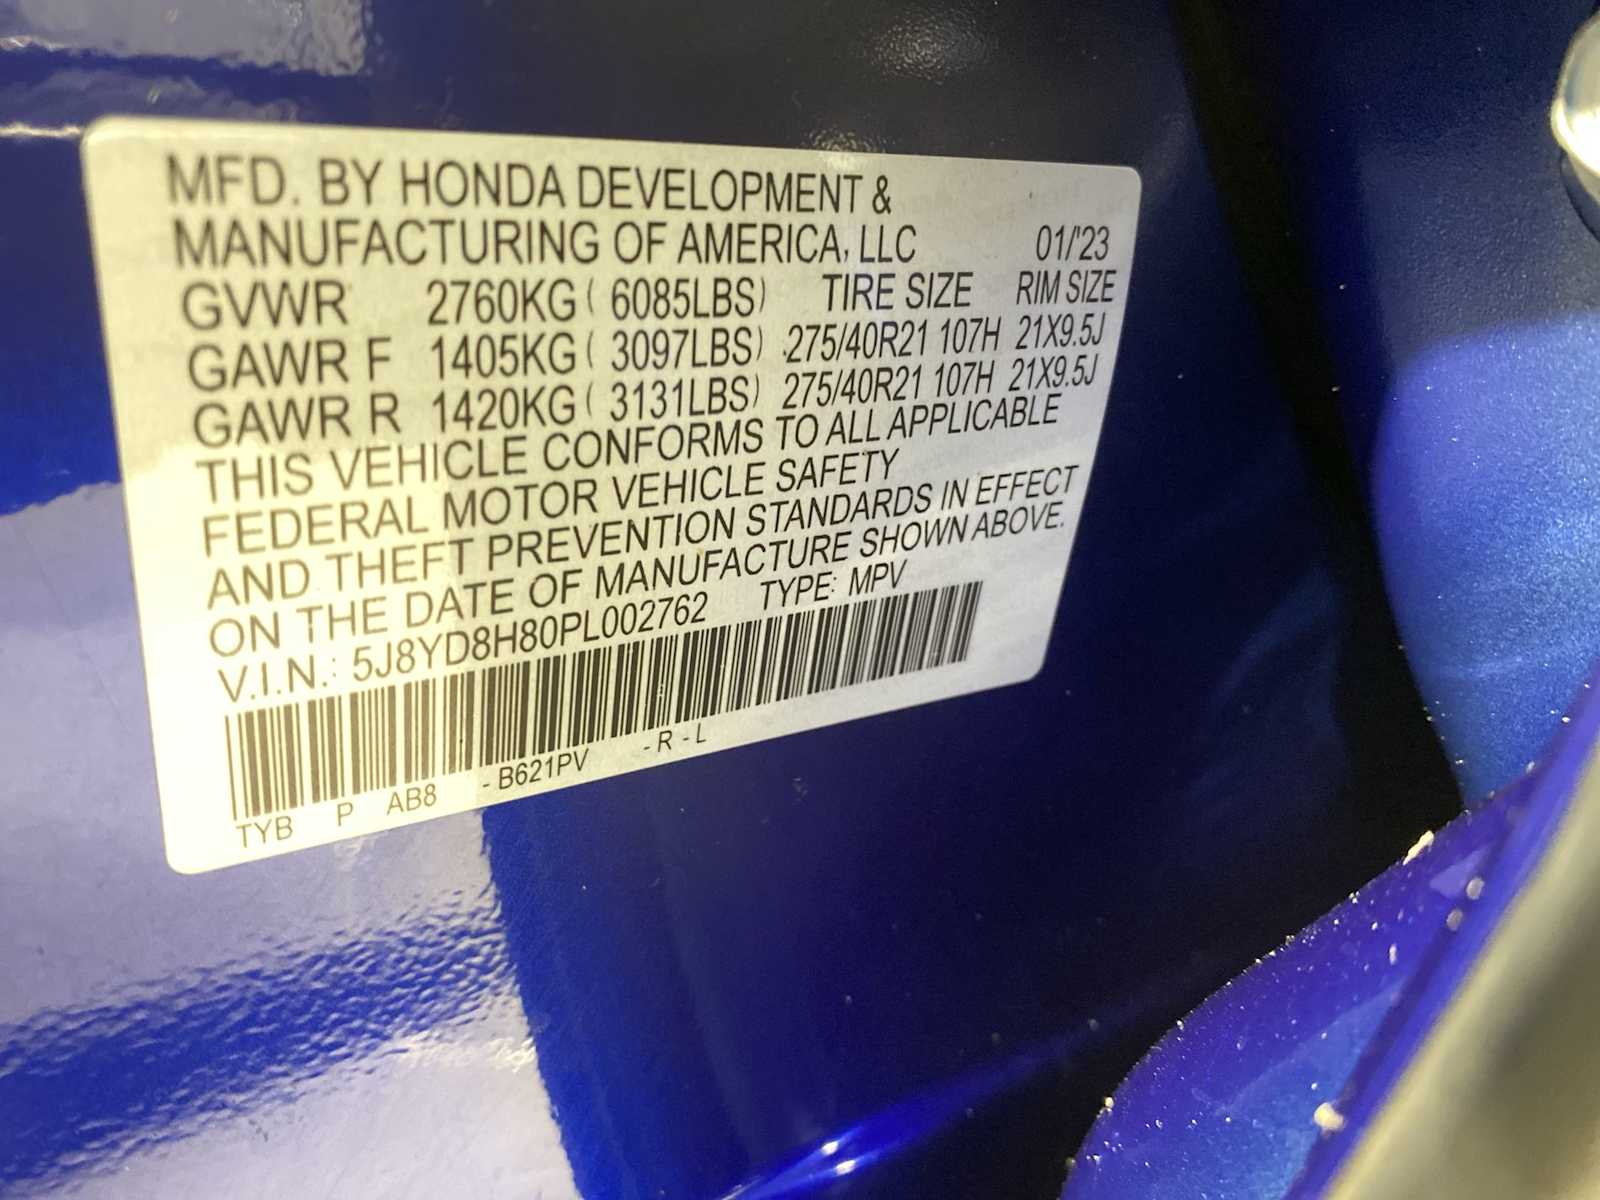 MFD. BY HONDA DEVELOPMENT &
MANUFACTURING OF AMERICA, LLC 01/'23
GVWR 2760KG ( 6085LBS) TIRE SIZE RIM SIZE
GAWR F 1405KG ( 3097LBS) 275/40R21 107H 21X9.5J
GAWR R 1420KG ( 3131LBS) 275/40R21 107H 21X9.5J
THIS VEHICLE CONFORMS TO ALL APPLICABLE
FEDERAL MOTOR VEHICLE SAFETY
AND THEFT PREVENTION STANDARDS IN EFFECT
ON THE DATE OF MANUFACTURE SHOWN ABOVE.
V.I.N.: 5J8YD8H80PL002762 TYPE: MPV
TYB P AB8 - B621PV - R - L